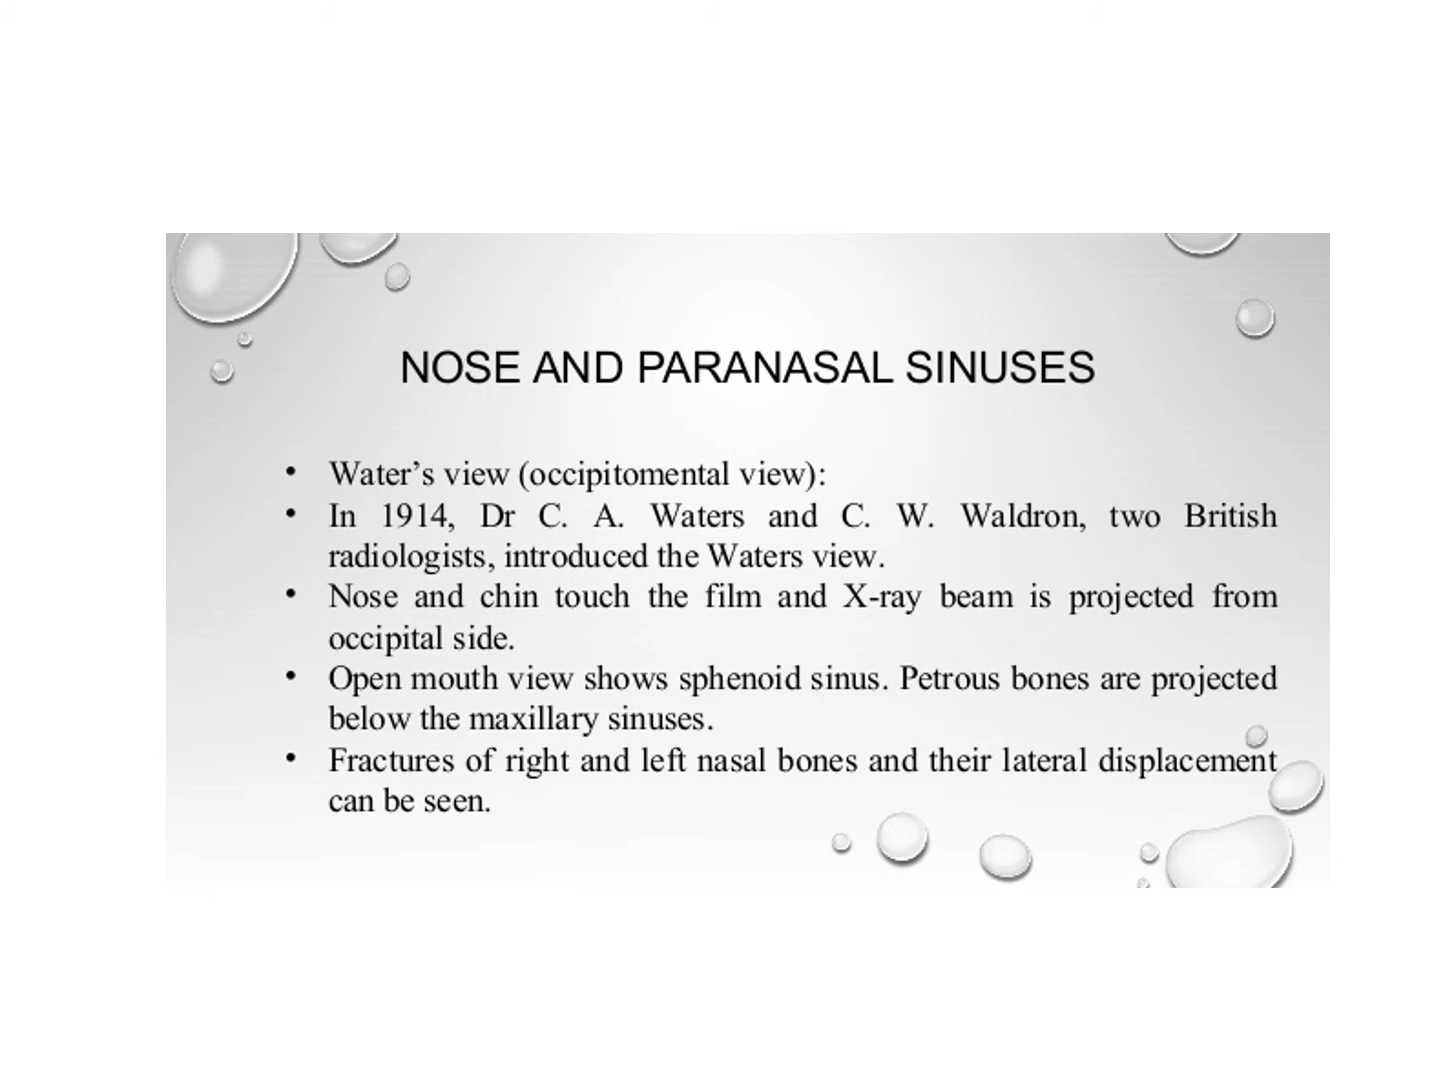 NOSE AND PARANASAL SINUSES
• Water’s view (occipitomental view):
• In 1914, Dr C. A. Waters and C. W. Waldron, two British
radiologists, introduced the Waters view.
• Nose and chin touch the film and X-ray beam is projected from
occipital side.
• Open mouth view shows sphenoid sinus. Petrous bones are projected
below the maxillary sinuses.
• Fractures of right and left nasal bones and their lateral displacement
can be seen.